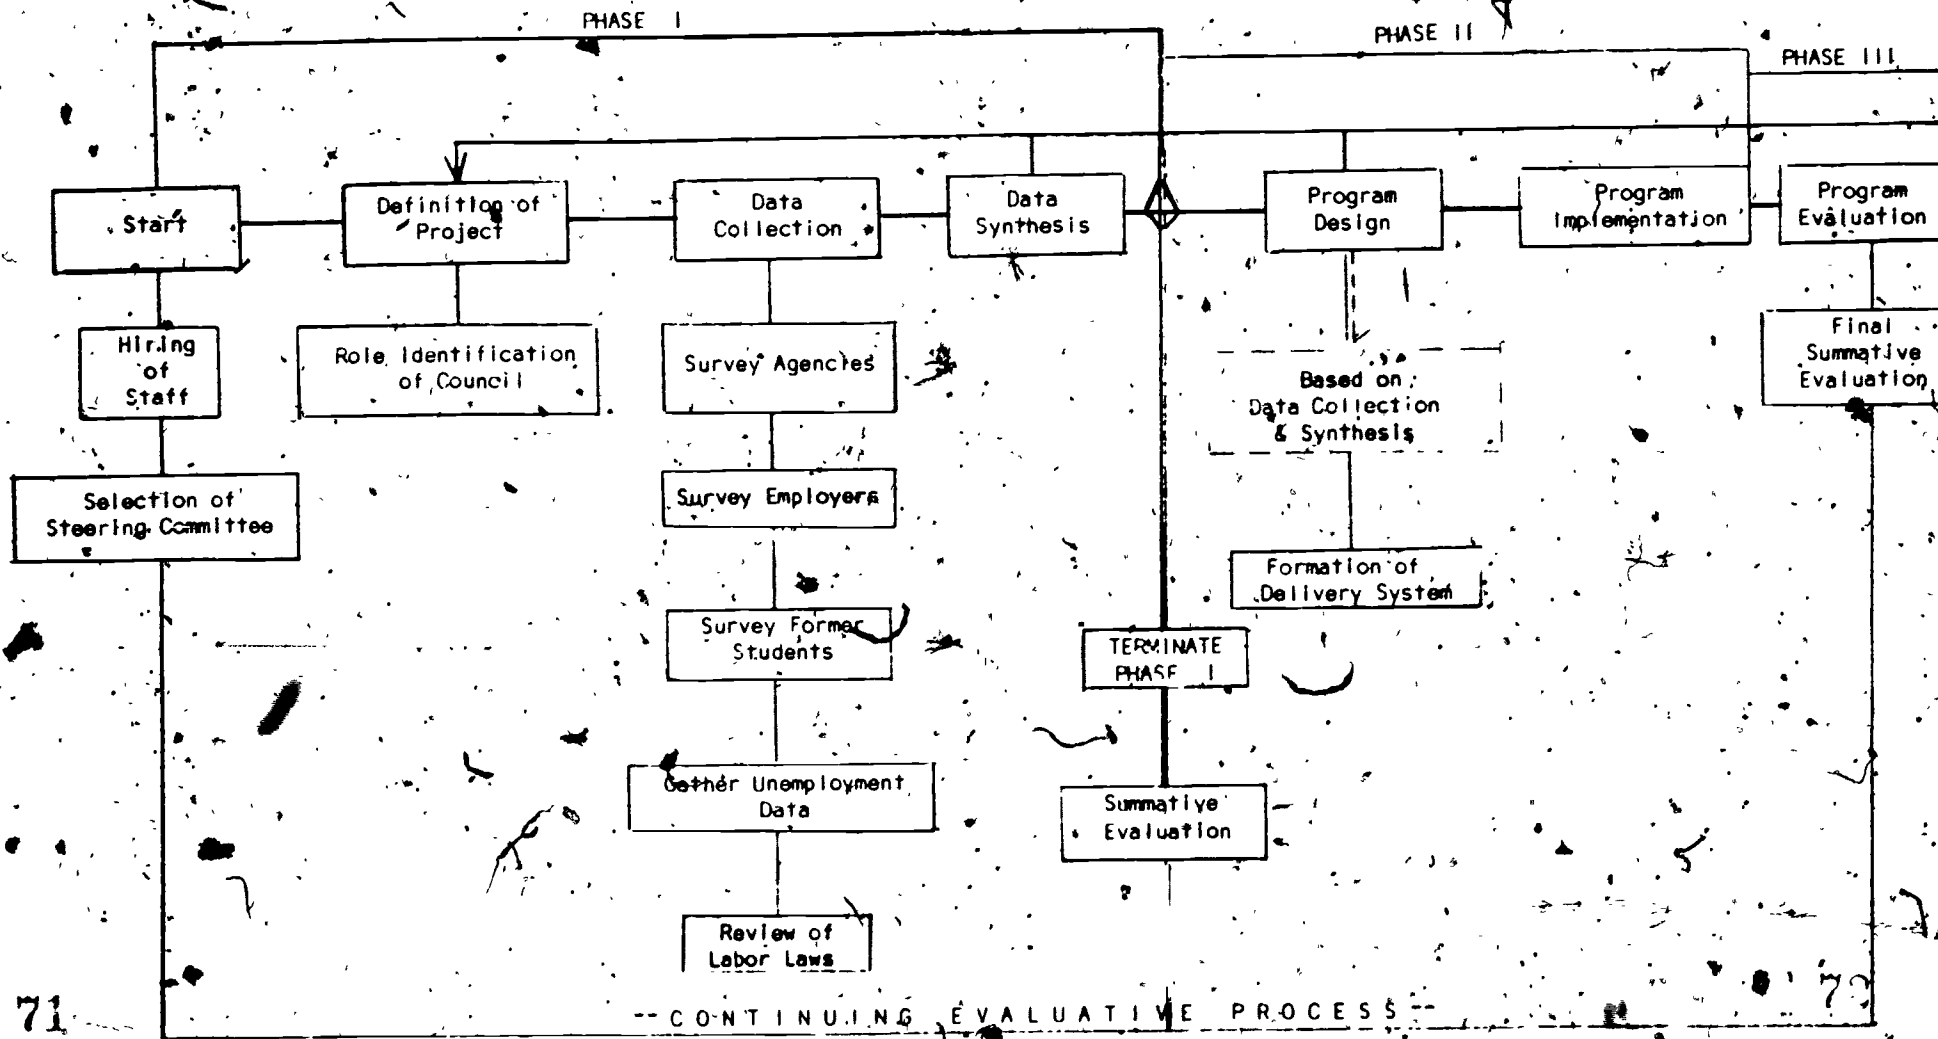 PHASE I
PHASE II
PHASE III
Start
Definition of
Project
Data
Collection
Data
Synthesis
Program
Design
Program
Implementation
Program
Evaluation
Hiring
of
Staff
Role Identification
of Council
Survey Agencies
Based on
Data Collection
& Synthesis
Final
Summative
Evaluation
Selection of
Steering Committee
Survey Employers
Formation of
Delivery System
Survey Former
Students
TERMINATE
PHASE I
Gather Unemployment
Data
Summative
Evaluation
Review of
Labor Laws
71
--CONTINUING EVALUATIVE PROCESS--